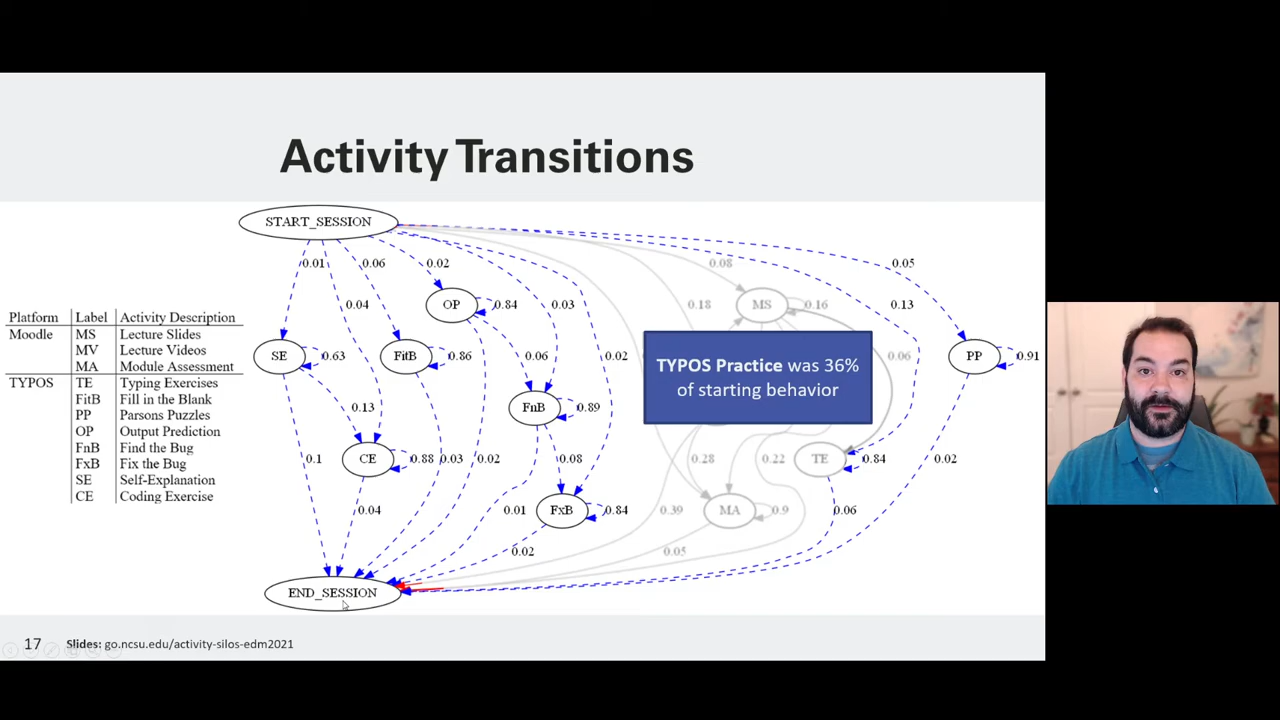 Activity Transitions
START_SESSION
0.01
0.06
0.02
0.08
0.05
0.04
OP
0.84
0.03
0.18
MS
0.16
0.13
Platform Label Activity Description
Moodle MS Lecture Slides
MV Lecture Videos
MA Module Assessment
TYPOS TE Typing Exercises
FitB Fill in the Blank
PP Parsons Puzzles
OP Output Prediction
FnB Find the Bug
FxB Fix the Bug
SE Self-Explanation
CE Coding Exercise
SE
0.63
FitB
0.86
0.06
0.02
0.06
PP
0.91
TYPOS Practice was 36%
of starting behavior
0.13
FnB
0.89
0.1
CE
0.88
0.03
0.02
0.08
0.28
0.22
TE
0.84
0.02
0.04
0.01
FxB
0.84
0.39
MA
0.9
0.06
0.02
0.05
END_SESSION
17
Slides: go.ncsu.edu/activity-silos-edm2021